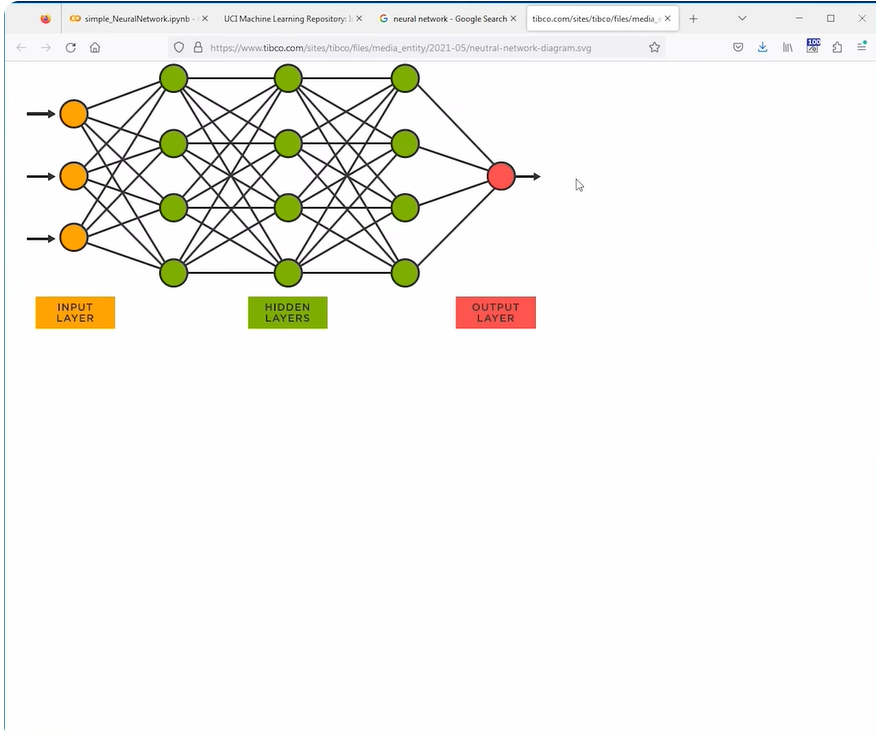 simple_NeuralNetwork.ipynb -
UCI Machine Learning Repository:
neural network - Google Search
tibco.com/sites/tibco/files/media_
https://www.tibco.com/sites/tibco/files/media_entity/2021-05/neutral-network-diagram.svg
100
INPUT
LAYER
HIDDEN
LAYERS
OUTPUT
LAYER